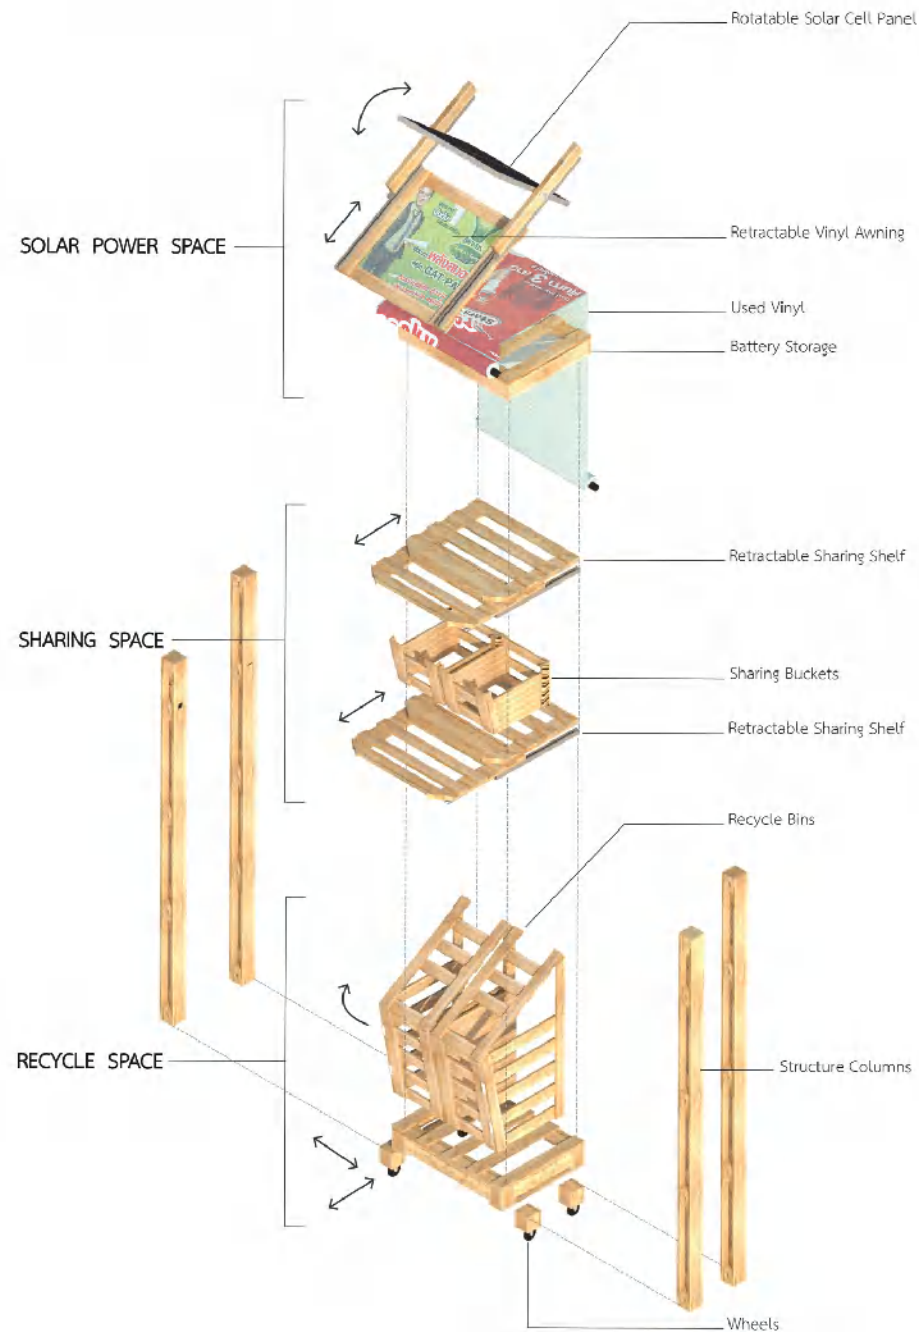 Rotatable Solar Cell Panel
SOLAR POWER SPACE
Retractable Vinyl Awning
Used Vinyl
Battery Storage
Retractable Sharing Shelf
SHARING SPACE
Sharing Buckets
Retractable Sharing Shelf
Recycle Bins
RECYCLE SPACE
Structure Columns
Wheels